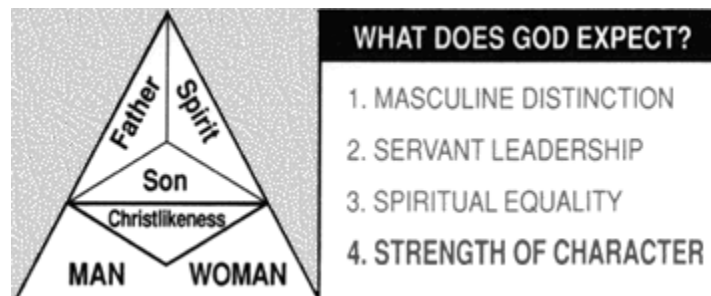 Father
Spirit
Son
Christlikeness
MAN WOMAN
WHAT DOES GOD EXPECT?
1. MASCULINE DISTINCTION
2. SERVANT LEADERSHIP
3. SPIRITUAL EQUALITY
4. STRENGTH OF CHARACTER